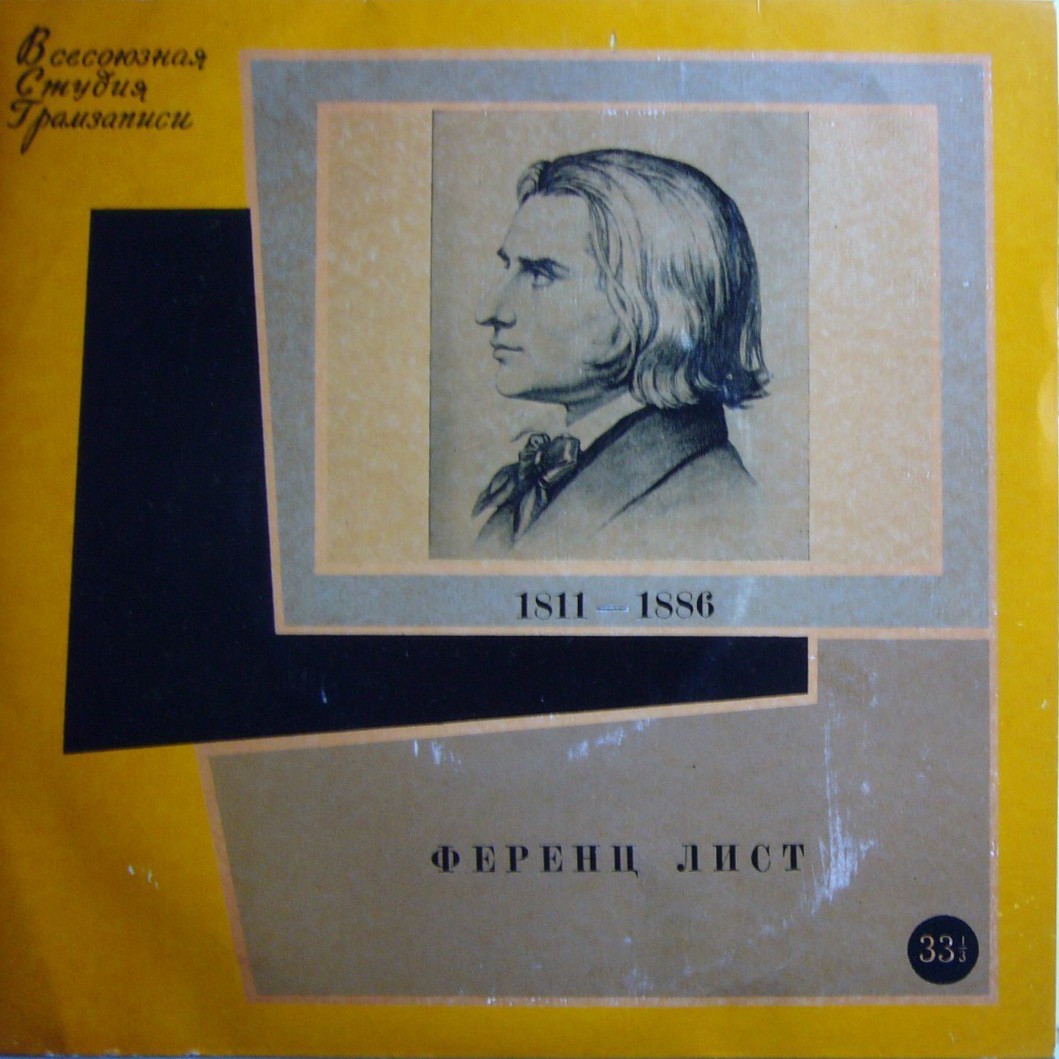 Всесоюзная
Студия
Грамзаписи
1811 — 1886
ФЕРЕНЦ ЛИСТ
33⅓